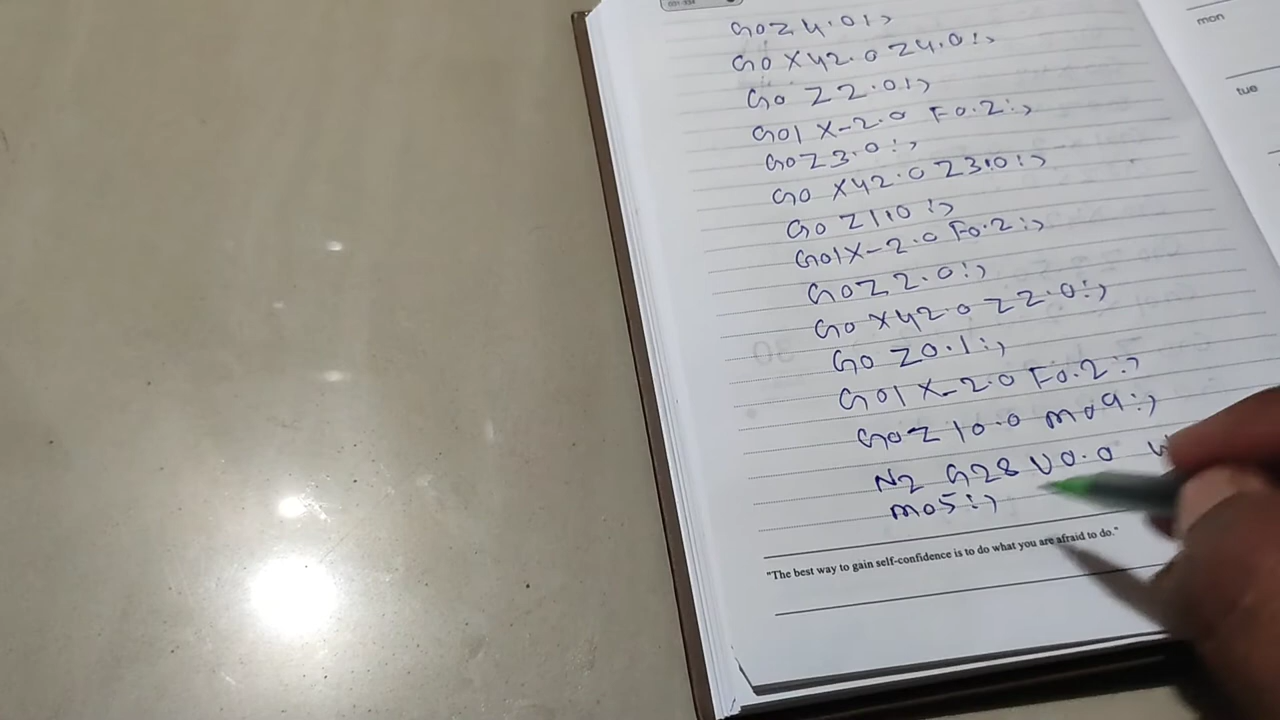 031-334
mon
tue
G0 Z4.0:;
G0 X42.0 Z4.0:;
G0 Z2.0:;
G01 X-2.0 F0.2:;
G0 Z3.0:;
G0 X42.0 Z3.0:;
G0 Z1.0:;
G01 X-2.0 F0.2:;
G0 Z2.0:;
G0 X42.0 Z2.0:;
G0 Z0.1:;
G01 X-2.0 F0.2:;
G0 Z10.0 M09:;
N2 G28 U0.0
M05:;
"The best way to gain self-confidence is to do what you are afraid to do."